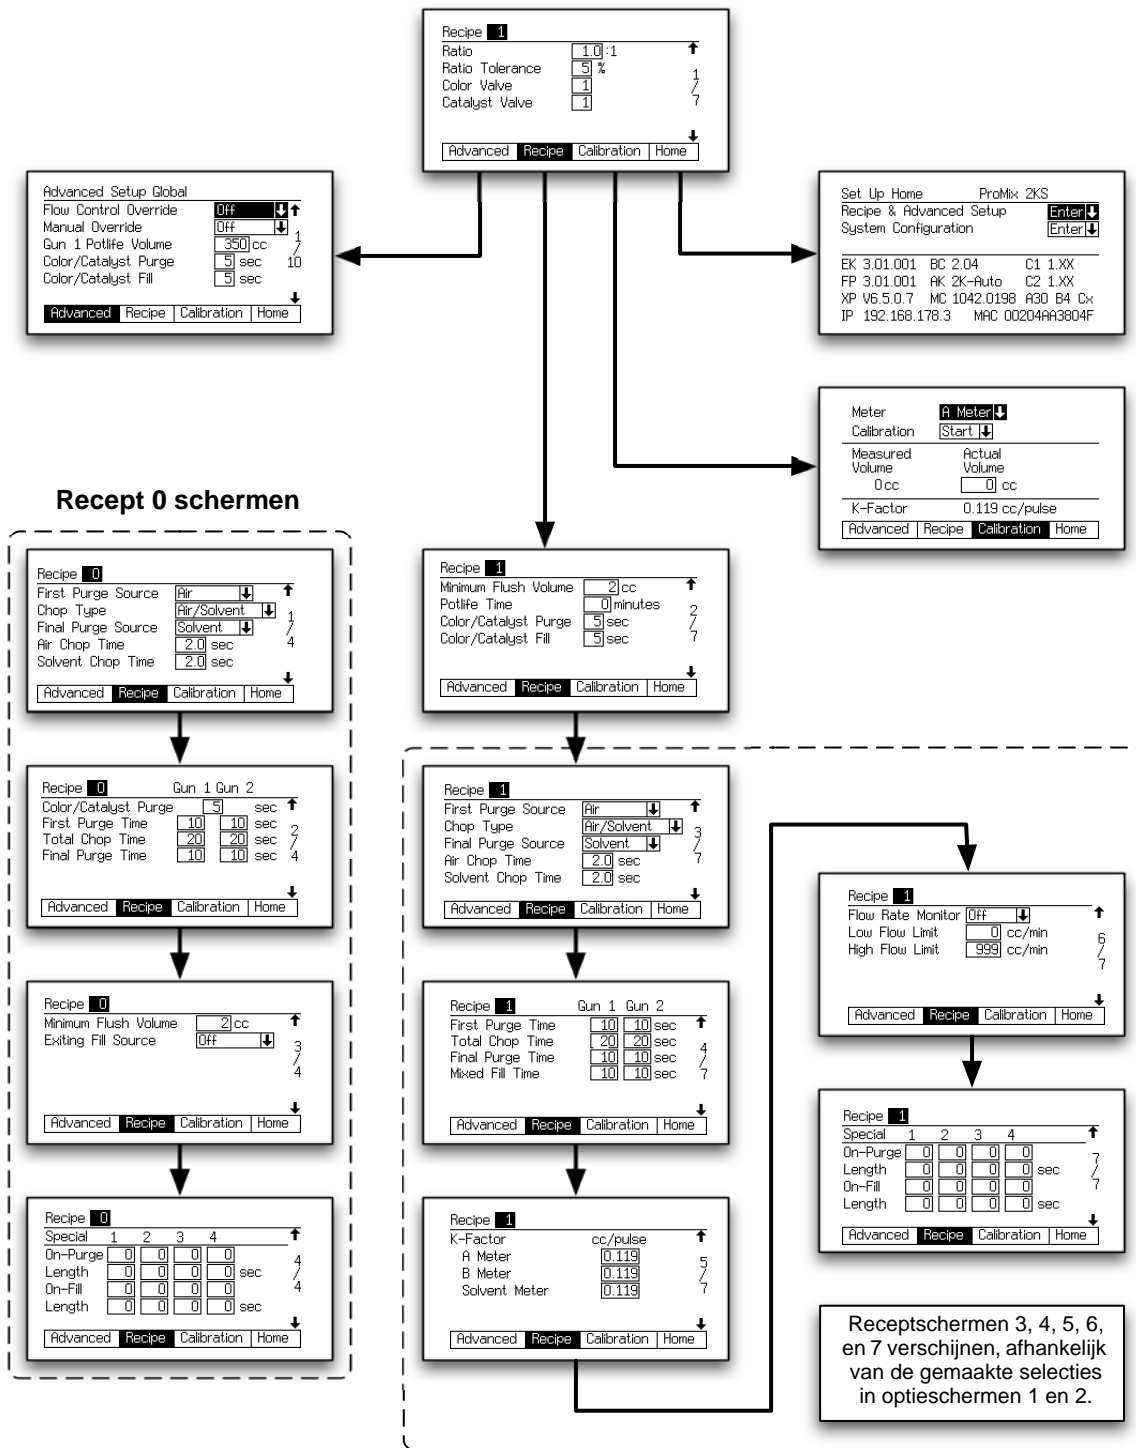 Recipe 1
Ratio 1.0 :1
Ratio Tolerance 5 %
Color Valve 1
Catalyst Valve 1
1
/
7
Advanced Recipe Calibration Home
Advanced Setup Global
Flow Control Override Off
Manual Override Off
Gun 1 Potlife Volume 350 cc
Color/Catalyst Purge 5 sec
Color/Catalyst Fill 5 sec
1
/
10
Advanced Recipe Calibration Home
Set Up Home ProMix 2KS
Recipe & Advanced Setup Enter
System Configuration Enter
EK 3.01.001 BC 2.04 C1 1.XX
FP 3.01.001 AK 2K-Auto C2 1.XX
XP V6.5.0.7 MC 1042.0198 A30 B4 Cx
IP 192.168.178.3 MAC 00204AA3804F
Meter A Meter
Calibration Start
Measured Actual
Volume Volume
0 cc 0 cc
K-Factor 0.119 cc/pulse
Advanced Recipe Calibration Home
Recept 0 schermen
Recipe 0
First Purge Source Air
Chop Type Air/Solvent
Final Purge Source Solvent
Air Chop Time 2.0 sec
Solvent Chop Time 2.0 sec
1
/
4
Advanced Recipe Calibration Home
Recipe 0 Gun 1 Gun 2
Color/Catalyst Purge 5 sec
First Purge Time 10 10 sec
Total Chop Time 20 20 sec
Final Purge Time 10 10 sec
2
/
4
Advanced Recipe Calibration Home
Recipe 0
Minimum Flush Volume 2 cc
Exiting Fill Source Off
3
/
4
Advanced Recipe Calibration Home
Recipe 0
Special 1 2 3 4
On-Purge 0 0 0 0
Length 0 0 0 0 sec
On-Fill 0 0 0 0
Length 0 0 0 0 sec
4
/
4
Advanced Recipe Calibration Home
Recipe 1
Minimum Flush Volume 2 cc
Potlife Time 0 minutes
Color/Catalyst Purge 5 sec
Color/Catalyst Fill 5 sec
2
/
7
Advanced Recipe Calibration Home
Recipe 1
First Purge Source Air
Chop Type Air/Solvent
Final Purge Source Solvent
Air Chop Time 2.0 sec
Solvent Chop Time 2.0 sec
3
/
7
Advanced Recipe Calibration Home
Recipe 1 Gun 1 Gun 2
First Purge Time 10 10 sec
Total Chop Time 20 20 sec
Final Purge Time 10 10 sec
Mixed Fill Time 10 10 sec
4
/
7
Advanced Recipe Calibration Home
Recipe 1
K-Factor cc/pulse
A Meter 0.119
B Meter 0.119
Solvent Meter 0.119
5
/
7
Advanced Recipe Calibration Home
Recipe 1
Flow Rate Monitor Off
Low Flow Limit 0 cc/min
High Flow Limit 999 cc/min
6
/
7
Advanced Recipe Calibration Home
Recipe 1
Special 1 2 3 4
On-Purge 0 0 0 0
Length 0 0 0 0 sec
On-Fill 0 0 0 0
Length 0 0 0 0 sec
7
/
7
Advanced Recipe Calibration Home
Receptschermen 3, 4, 5, 6,
en 7 verschijnen, afhankelijk
van de gemaakte selecties
in optieschermen 1 en 2.